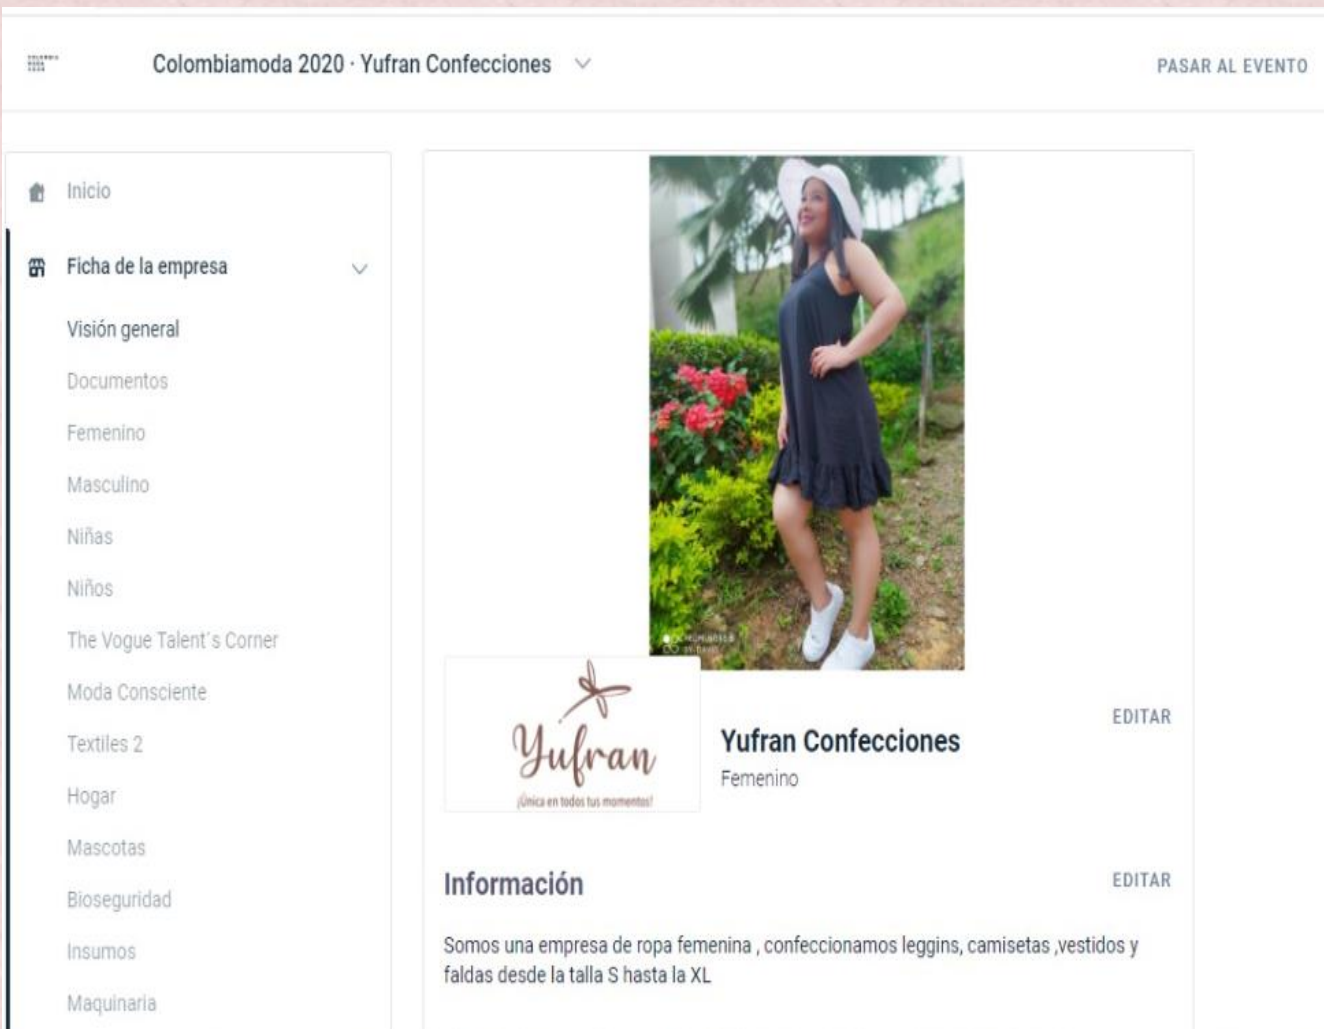 Colombiamoda 2020 · Yufran Confecciones
PASAR AL EVENTO
Inicio
Ficha de la empresa
Visión general
Documentos
Femenino
Masculino
Niñas
Niños
The Vogue Talent´s Corner
Moda Consciente
Textiles 2
Hogar
Mascotas
Bioseguridad
Insumos
Maquinaria
Yufran
¡Única en todos tus momentos!
Yufran Confecciones
Femenino
EDITAR
Información
EDITAR
Somos una empresa de ropa femenina , confeccionamos leggins, camisetas ,vestidos y
faldas desde la talla S hasta la XL